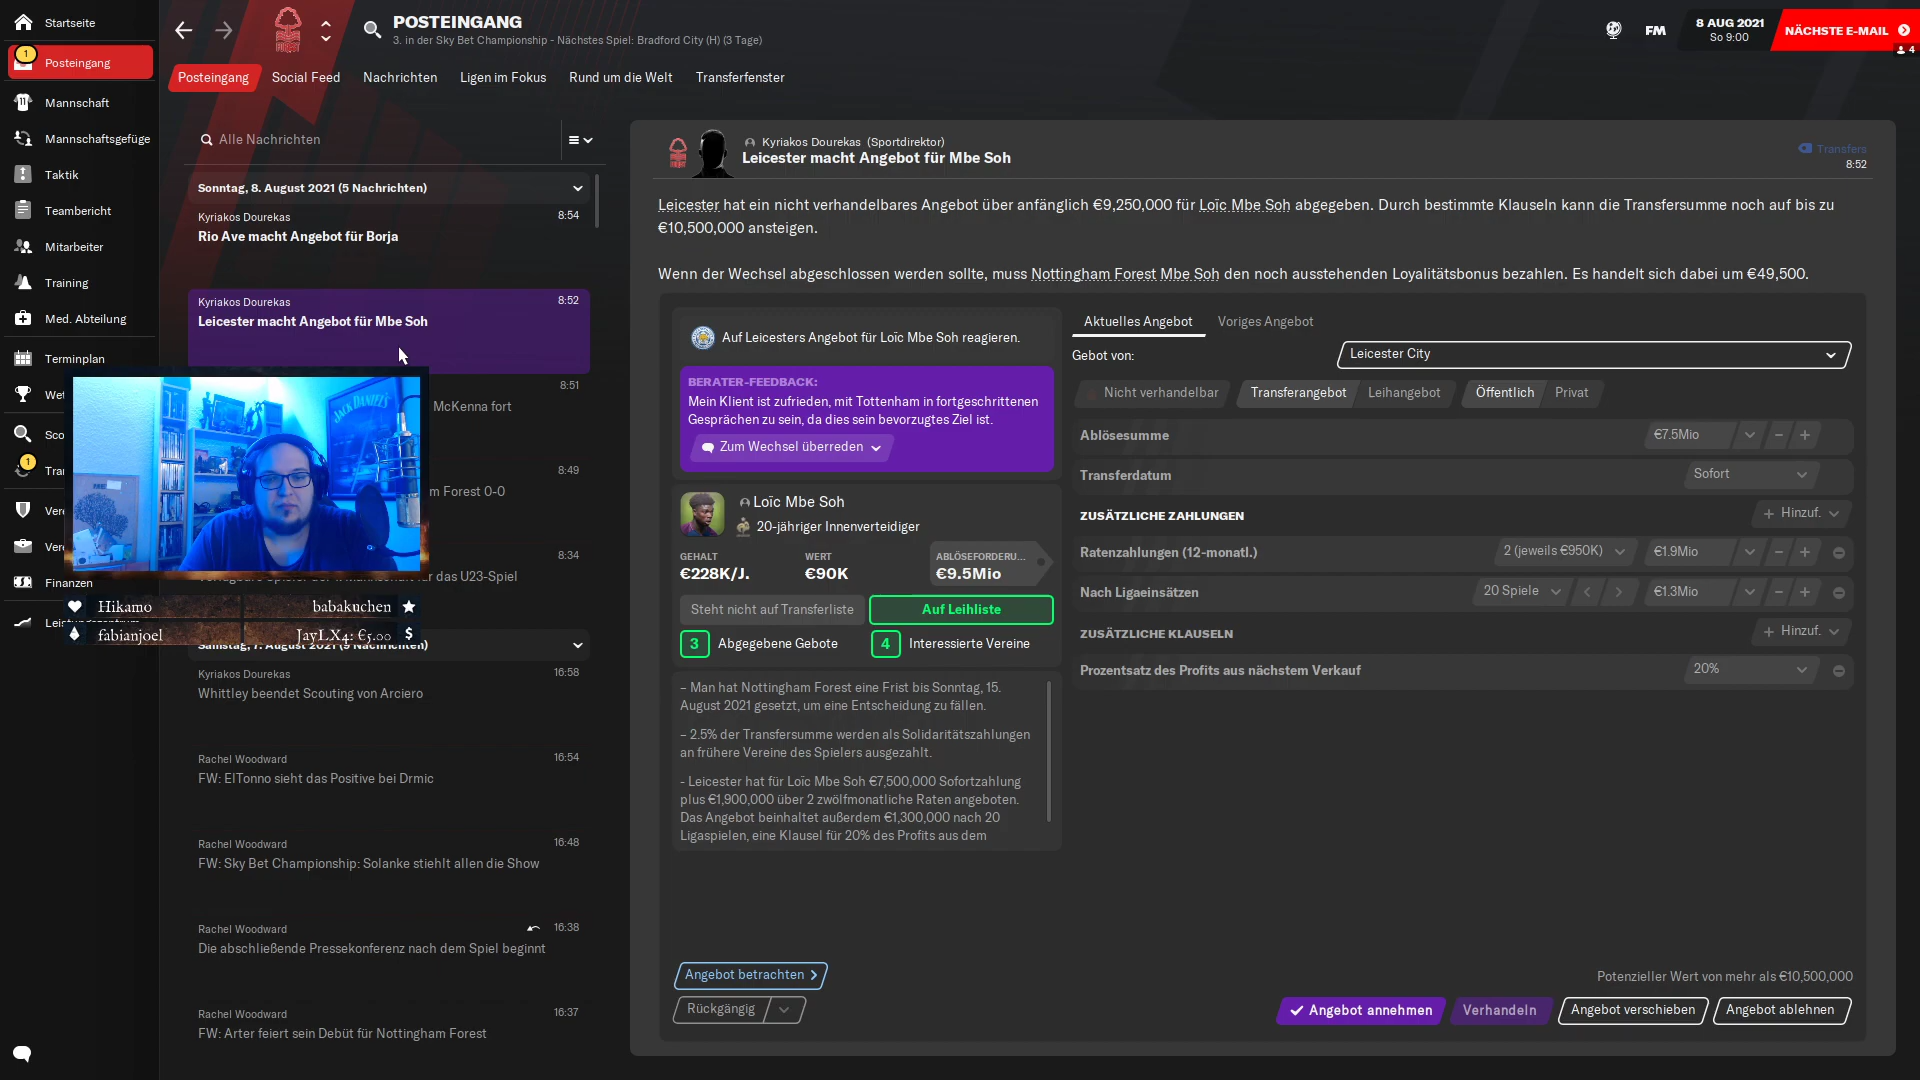 Startseite
1
Posteingang
Mannschaft
Mannschaftsgefüge
Taktik
Teambericht
Mitarbeiter
Training
Med. Abteilung
Terminplan
Finanzen
POSTEINGANG
3. in der Sky Bet Championship - Nächstes Spiel: Bradford City (H) (3 Tage)
FM
8 AUG 2021
So 9:00
NÄCHSTE E-MAIL
4
Posteingang
Social Feed
Nachrichten
Ligen im Fokus
Rund um die Welt
Transferfenster
Alle Nachrichten
Sonntag, 8. August 2021 (5 Nachrichten)
Kyriakos Dourekas
8:54
Rio Ave macht Angebot für Borja
Kyriakos Dourekas
8:52
Leicester macht Angebot für Mbe Soh
8:51
McKenna fort
8:49
m Forest 0-0
8:34
das U23-Spiel
JACK DANIEL'S
Hikamo
babakuchen
fabianjoel
JayLX4: €5.00
Samstag, 7. August 2021 (9 Nachrichten)
Kyriakos Dourekas
16:58
Whittley beendet Scouting von Arciero
Rachel Woodward
16:54
FW: ElTonno sieht das Positive bei Drmic
Rachel Woodward
16:48
FW: Sky Bet Championship: Solanke stiehlt allen die Show
Rachel Woodward
16:38
Die abschließende Pressekonferenz nach dem Spiel beginnt
Rachel Woodward
16:37
FW: Arter feiert sein Debüt für Nottingham Forest
Kyriakos Dourekas (Sportdirektor)
Leicester macht Angebot für Mbe Soh
Transfers
8:52
Leicester hat ein nicht verhandelbares Angebot über anfänglich €9,250,000 für Loïc Mbe Soh abgegeben. Durch bestimmte Klauseln kann die Transfersumme noch auf bis zu
€10,500,000 ansteigen.
Wenn der Wechsel abgeschlossen werden sollte, muss Nottingham Forest Mbe Soh den noch ausstehenden Loyalitätsbonus bezahlen. Es handelt sich dabei um €49,500.
Auf Leicesters Angebot für Loïc Mbe Soh reagieren.
BERATER-FEEDBACK:
Mein Klient ist zufrieden, mit Tottenham in fortgeschrittenen
Gesprächen zu sein, da dies sein bevorzugtes Ziel ist.
Zum Wechsel überreden
Loïc Mbe Soh
20-jähriger Innenverteidiger
GEHALT
WERT
ABLÖSEFORDERU...
€228K/J.
€90K
€9.5Mio
Steht nicht auf Transferliste
Auf Leihliste
3 Abgegebene Gebote
4 Interessierte Vereine
- Man hat Nottingham Forest eine Frist bis Sonntag, 15.
August 2021 gesetzt, um eine Entscheidung zu fällen.
- 2.5% der Transfersumme werden als Solidaritätszahlungen
an frühere Vereine des Spielers ausgezahlt.
- Leicester hat für Loïc Mbe Soh €7,500,000 Sofortzahlung
plus €1,900,000 über 2 zwölfmonatliche Raten angeboten.
Das Angebot beinhaltet außerdem €1,300,000 nach 20
Ligaspielen, eine Klausel für 20% des Profits aus dem
Angebot betrachten
Rückgängig
Aktuelles Angebot
Voriges Angebot
Gebot von:
Leicester City
Nicht verhandelbar
Transferangebot
Leihangebot
Öffentlich
Privat
Ablösesumme
€7.5Mio
Transferdatum
Sofort
ZUSÄTZLICHE ZAHLUNGEN
+ Hinzuf.
Ratenzahlungen (12-monatl.)
2 (jeweils €950K)
€1.9Mio
Nach Ligaeinsätzen
20 Spiele
€1.3Mio
ZUSÄTZLICHE KLAUSELN
+ Hinzuf.
Prozentsatz des Profits aus nächstem Verkauf
20%
Potenzieller Wert von mehr als €10,500,000
Angebot annehmen
Verhandeln
Angebot verschieben
Angebot ablehnen